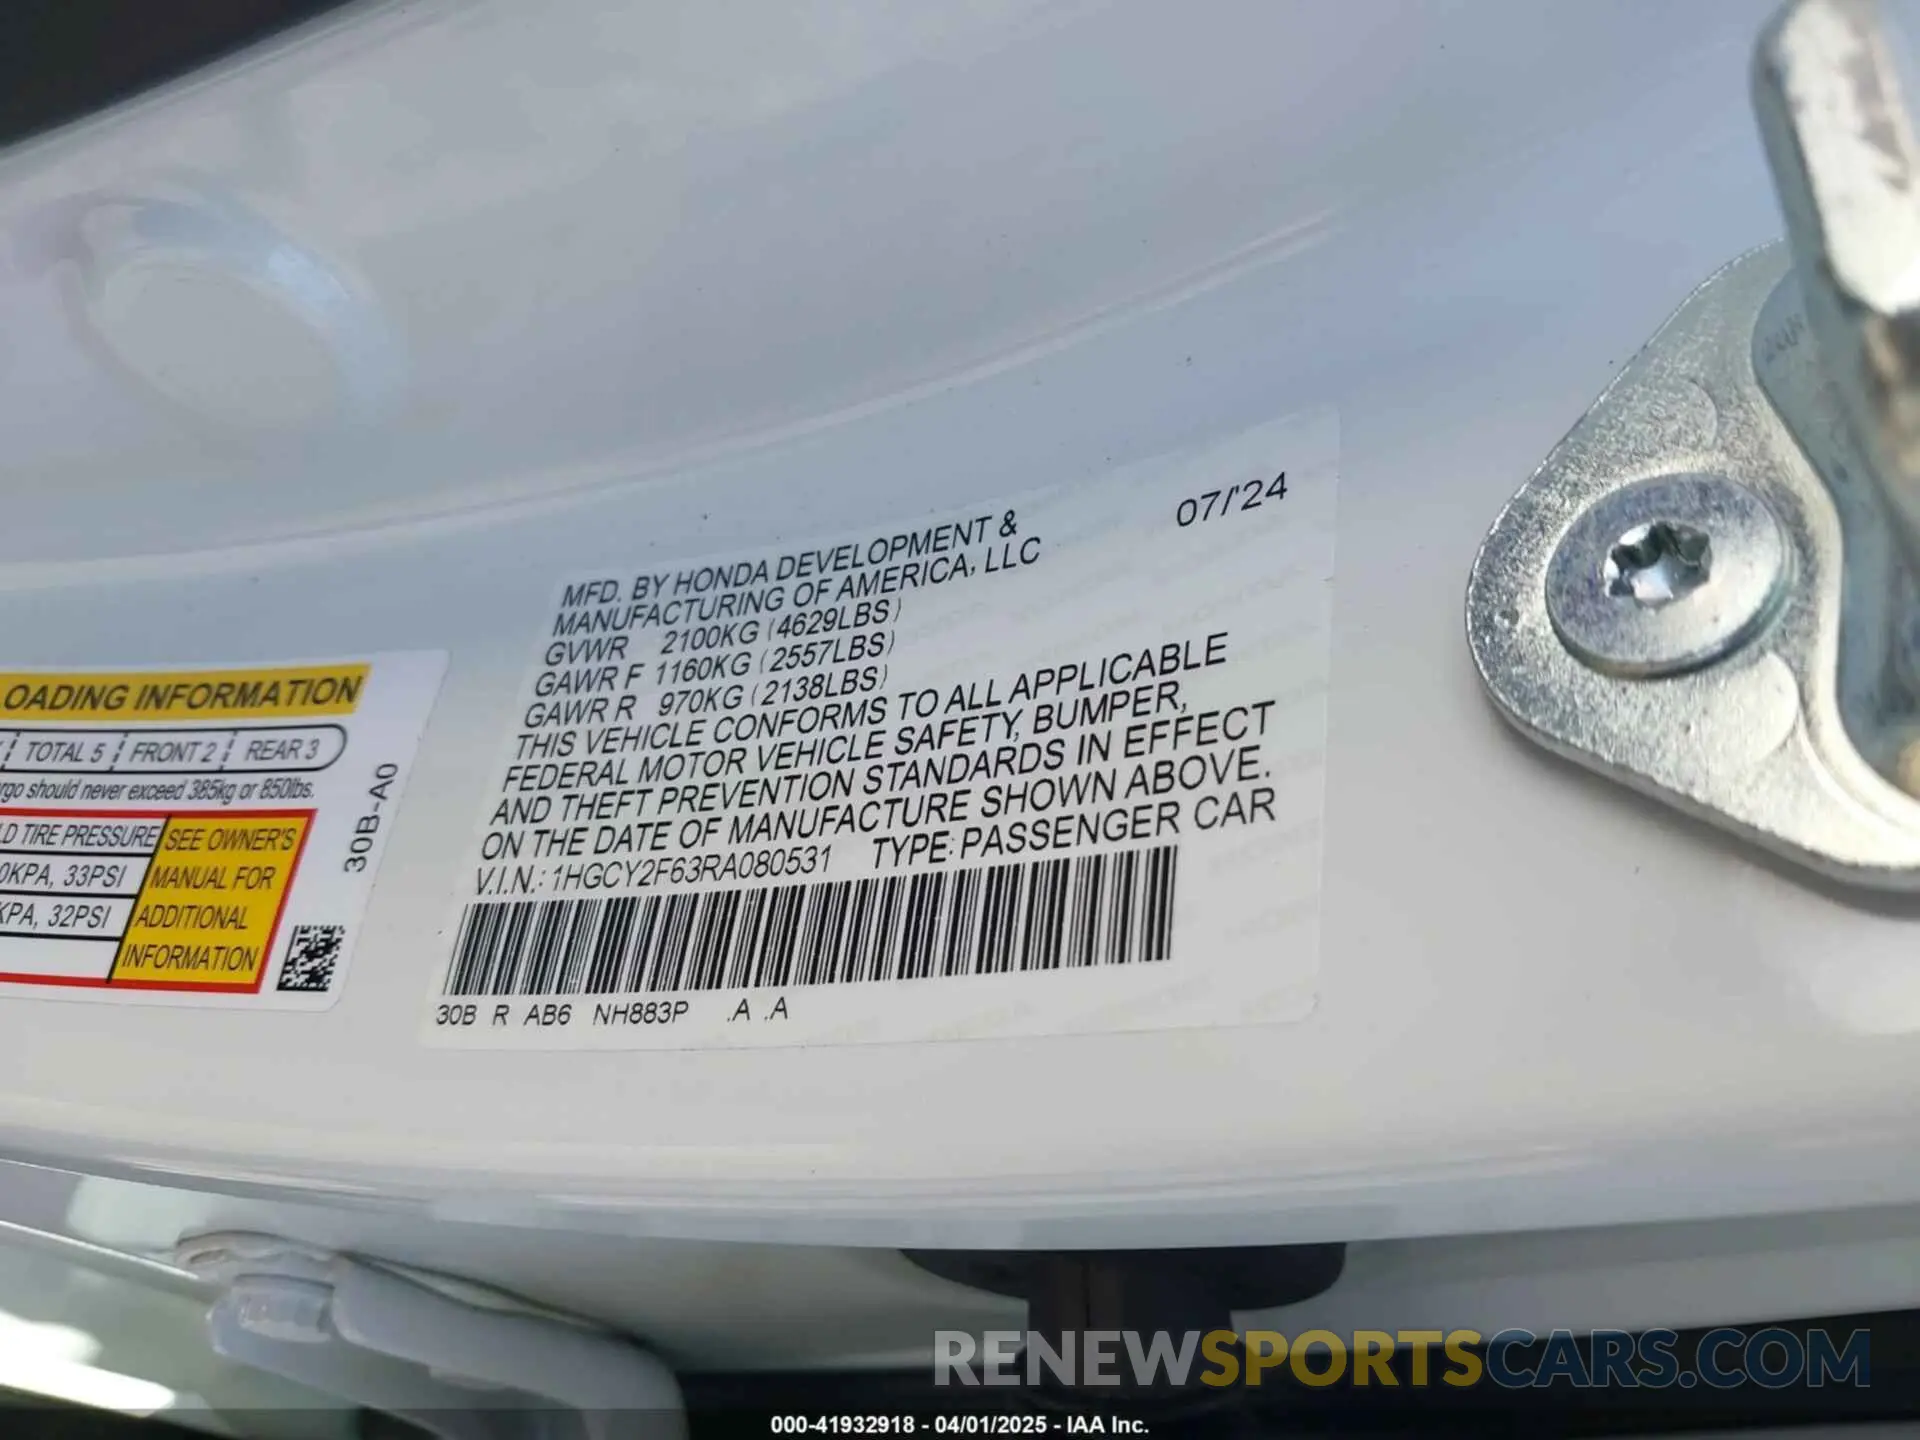 07/'24
MFD. BY HONDA DEVELOPMENT &
MANUFACTURING OF AMERICA, LLC
GVWR 2100KG (4629LBS)
GAWR F 1160KG (2557LBS)
GAWR R 970KG (2138LBS)
THIS VEHICLE CONFORMS TO ALL APPLICABLE
FEDERAL MOTOR VEHICLE SAFETY, BUMPER,
AND THEFT PREVENTION STANDARDS IN EFFECT
ON THE DATE OF MANUFACTURE SHOWN ABOVE.
V.I.N.: 1HGCY2F63RA080531 TYPE: PASSENGER CAR
30B R AB6 NH883P .A .A
LOADING INFORMATION
TOTAL 5 FRONT 2 REAR 3
rgo should never exceed 385kg or 850lbs.
LD TIRE PRESSURE
0KPA, 33PSI
KPA, 32PSI
SEE OWNER'S
MANUAL FOR
ADDITIONAL
INFORMATION
30B-A0
RENEWSPORTSCARS.COM
000-41932918 - 04/01/2025 - IAA Inc.